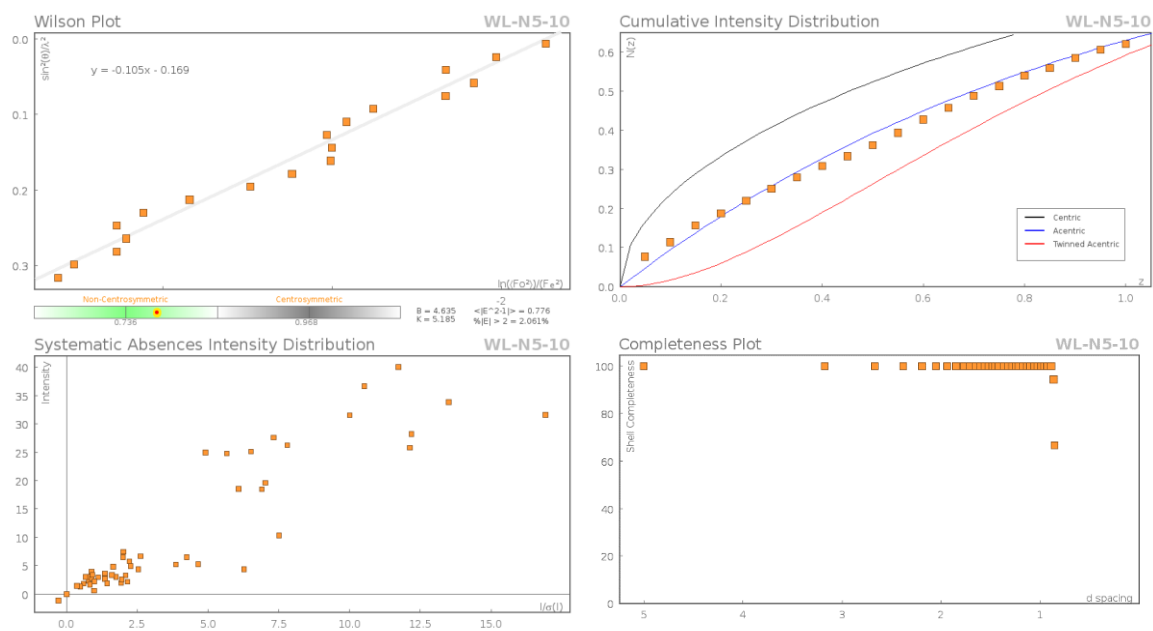 Wilson Plot WL-N5-10
sin²(θ)/λ²
0.0
0.1
0.2
0.3
y = -0.105x - 0.169
ln(⟨Fo²⟩)/⟨Fe²⟩
-2
Non-Centrosymmetric Centrosymmetric
0.736 0.968
B = 4.635 <|E^2-1|> = 0.776
K = 5.185 %|E| > 2 = 2.061%
Cumulative Intensity Distribution WL-N5-10
N(z)
0.6
0.5
0.4
0.3
0.2
0.1
0.0
Centric
Acentric
Twinned Acentric
z
0.0 0.2 0.4 0.6 0.8 1.0
Systematic Absences Intensity Distribution WL-N5-10
Intensity
40
35
30
25
20
15
10
5
0
I/σ(I)
0.0 2.5 5.0 7.5 10.0 12.5 15.0
Completeness Plot WL-N5-10
Shell Completeness
100
80
60
40
20
0
d spacing
5 4 3 2 1